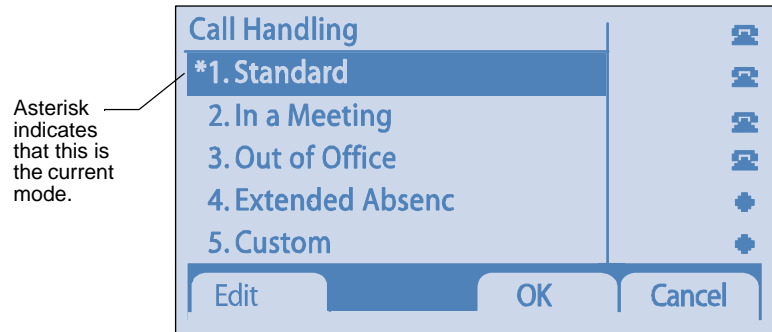 Call Handling
*1. Standard
2. In a Meeting
3. Out of Office
4. Extended Absenc
5. Custom
Edit
OK
Cancel
Asterisk
indicates
that this is
the current
mode.